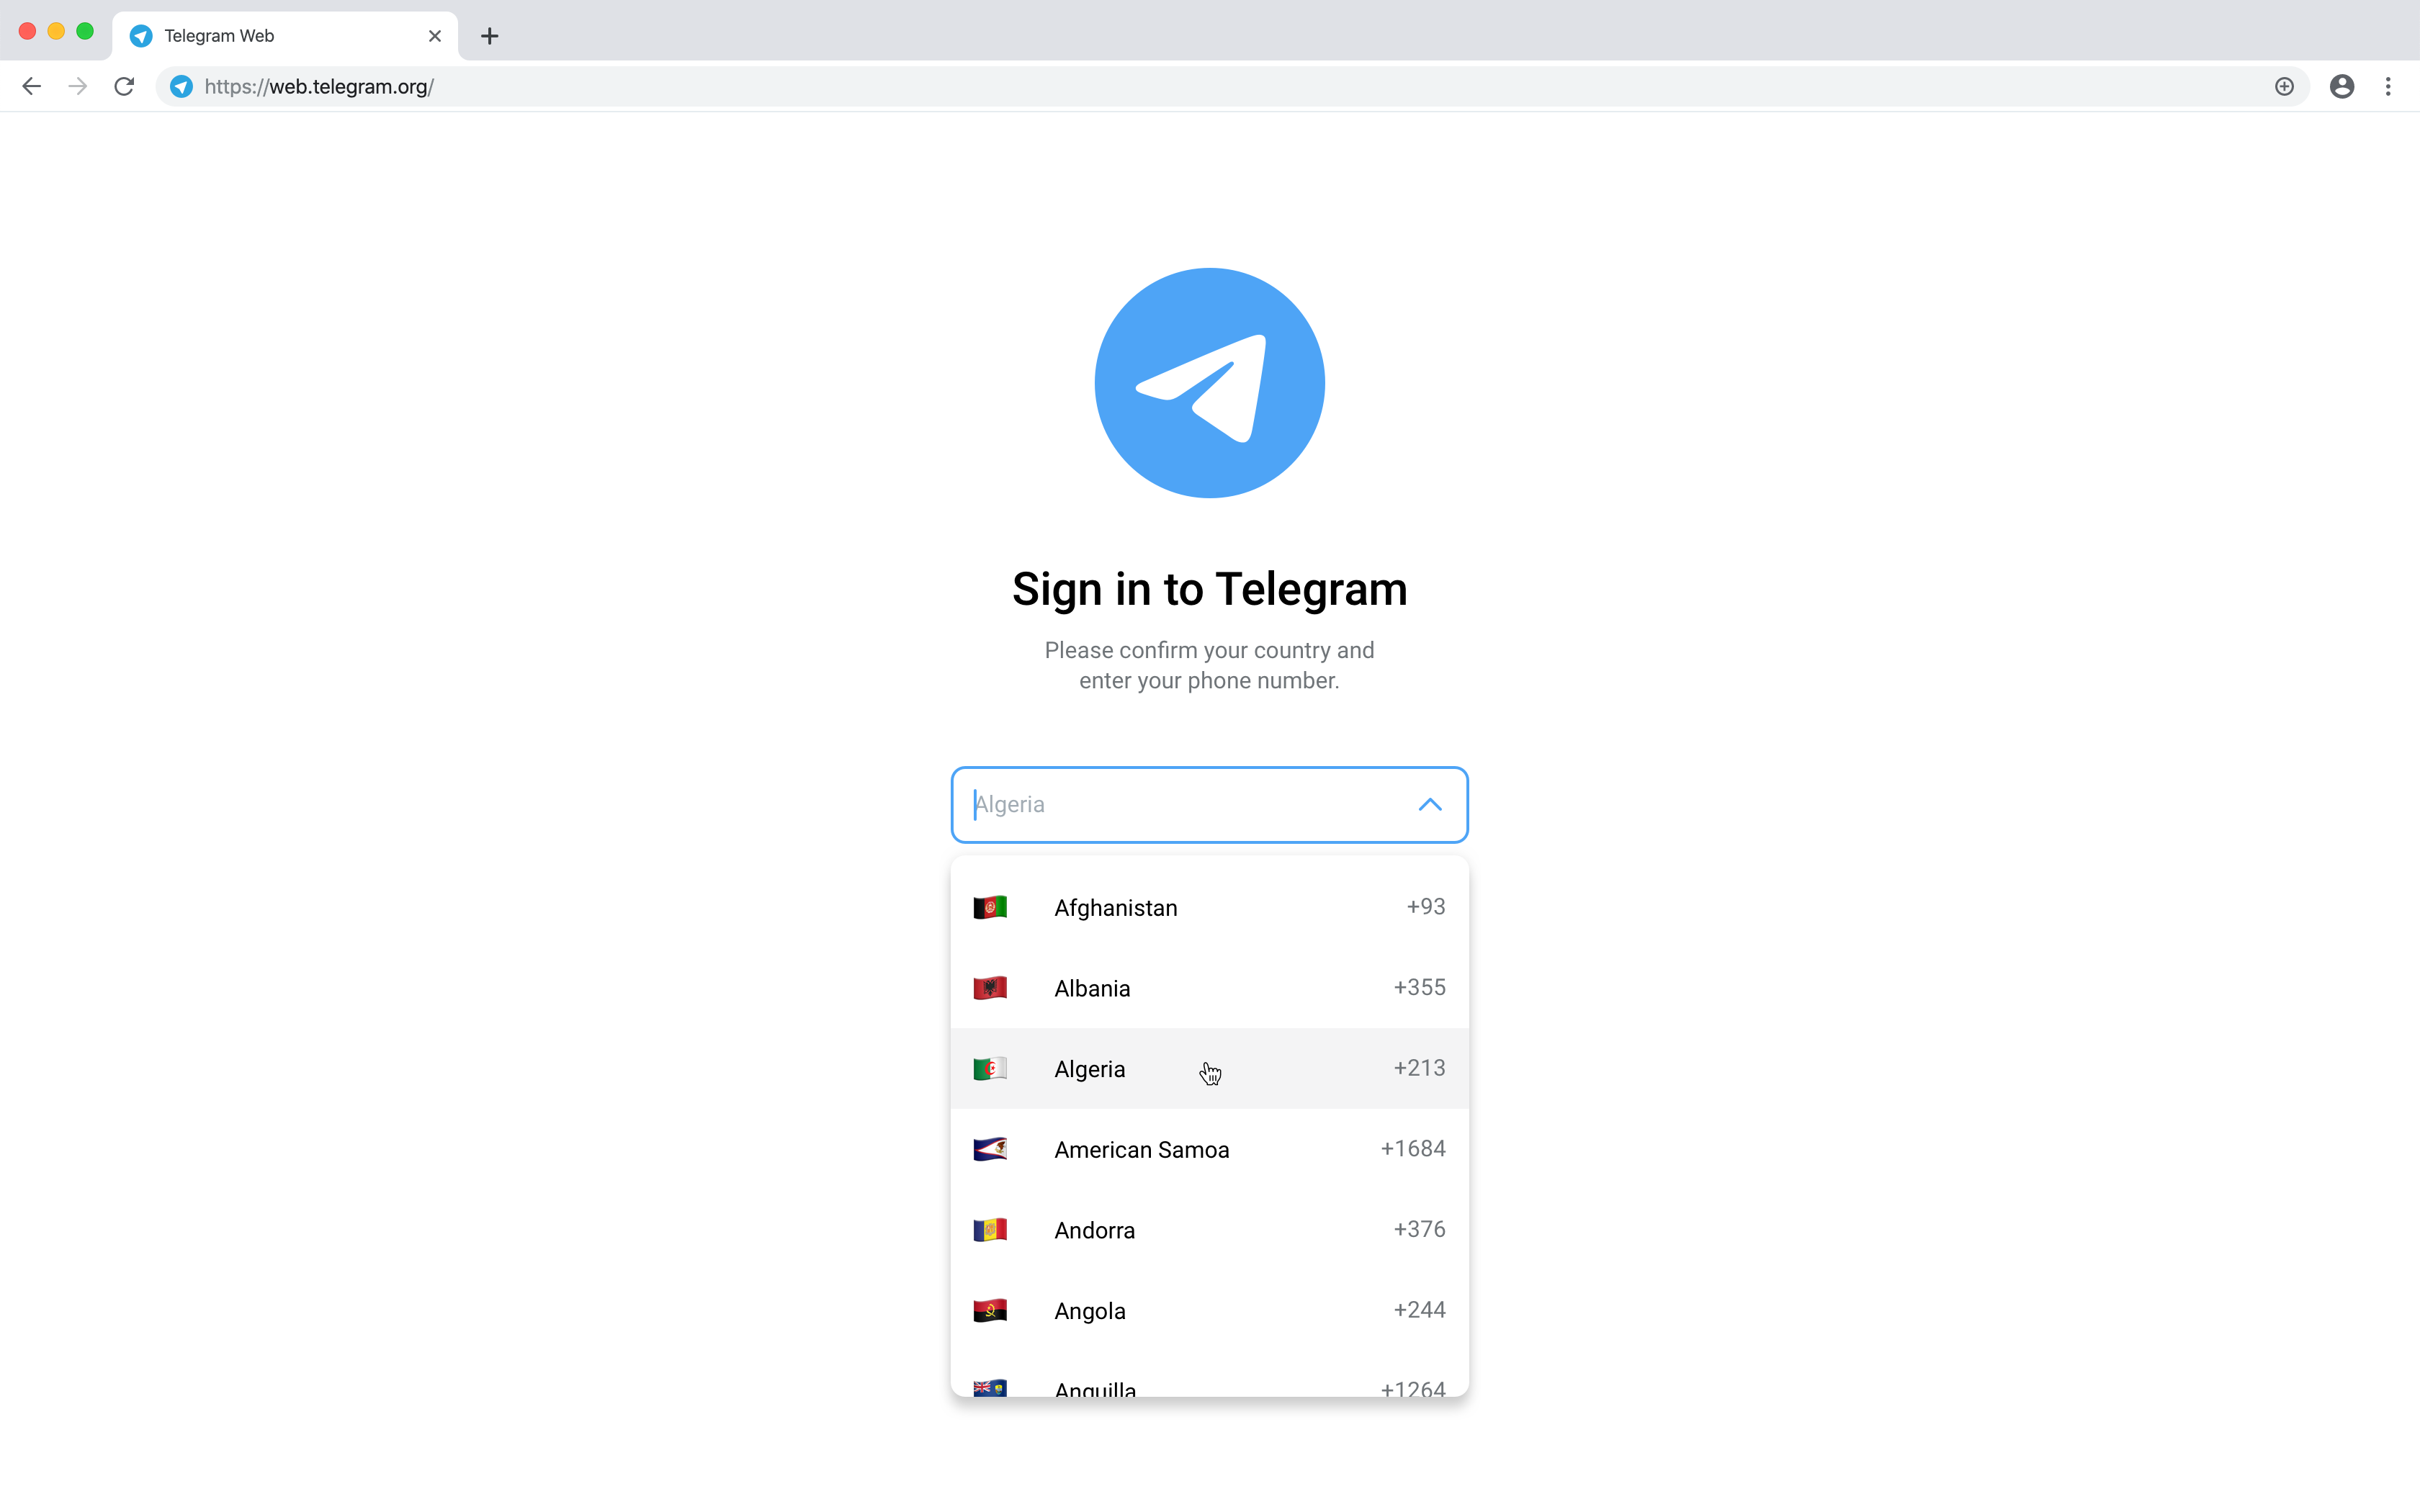 Telegram Web
https://web.telegram.org/
Sign in to Telegram
Please confirm your country and
enter your phone number.
Algeria
Afghanistan +93
Albania +355
Algeria +213
American Samoa +1684
Andorra +376
Angola +244
Anguilla +1264